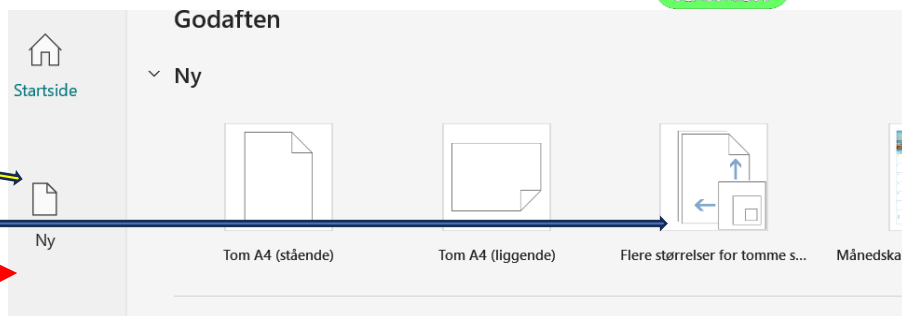 Godaften
Startside
Ny
Ny
Tom A4 (stående)
Tom A4 (liggende)
Flere størrelser for tomme s...
Månedska